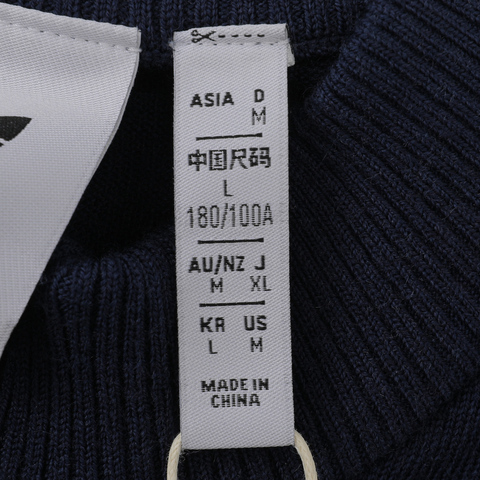 ASIA D
M
中国尺码
L
180/100A
AU/NZ J
M XL
KR US
L M
MADE IN
CHINA